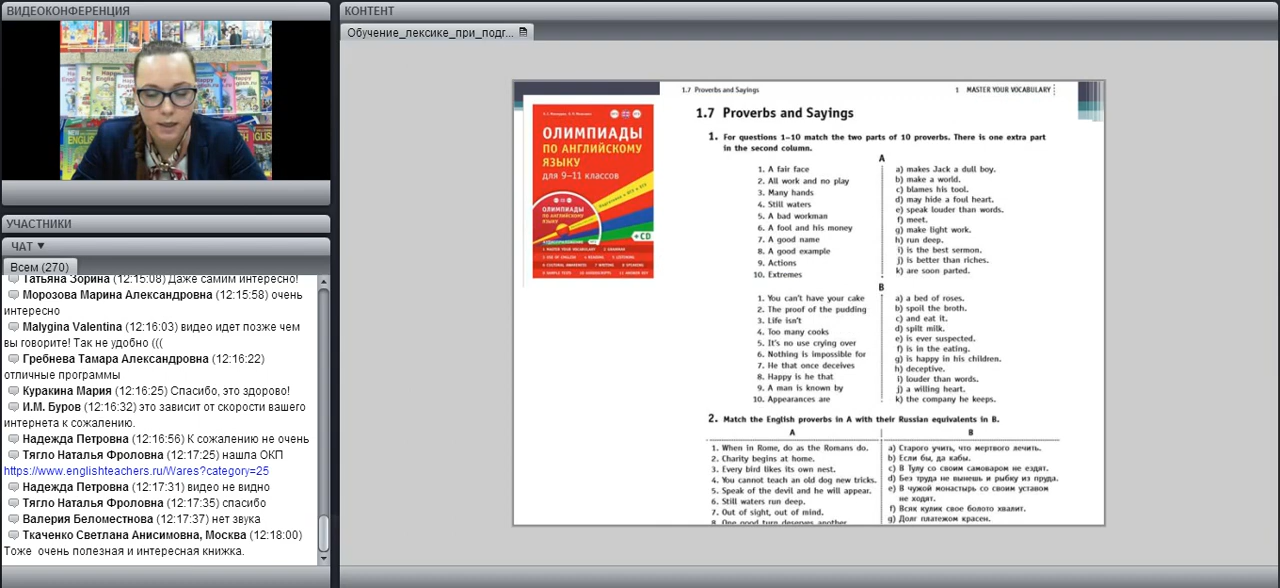 ВИДЕОКОНФЕРЕНЦИЯ
УЧАСТНИКИ
ЧАТ ▼
Всем (270)
Татьяна Зорина (12:15:08) Даже самим интересно!
Морозова Марина Александровна (12:15:58) очень
интересно
Malygina Valentina (12:16:03) видео идет позже чем
вы говорите! Так не удобно (((
Гребнева Тамара Александровна (12:16:22)
отличные программы
Куракина Мария (12:16:25) Спасибо, это здорово!
И.М. Буров (12:16:32) это зависит от скорости вашего
интернета к сожалению.
Надежда Петровна (12:16:56) К сожалению не очень
Тягло Наталья Фроловна (12:17:25) нашла ОКП
https://www.englishteachers.ru/Wares?category=25
Надежда Петровна (12:17:31) видео не видно
Тягло Наталья Фроловна (12:17:35) спасибо
Валерия Беломестнова (12:17:37) нет звука
Ткаченко Светлана Анисимовна, Москва (12:18:00)
Тоже очень полезная и интересная книжка.
КОНТЕНТ
Обучение_лексике_при_подг...
ОЛИМПИАДЫ
ПО АНГЛИЙСКОМУ
ЯЗЫКУ
для 9–11 классов
ОЛИМПИАДЫ
ПО АНГЛИЙСКОМУ
ЯЗЫКУ
+CD
1.7 Proverbs and Sayings
1 MASTER YOUR VOCABULARY
1.7 Proverbs and Sayings
1. For questions 1–10 match the two parts of 10 proverbs. There is one extra part
in the second column.
A
1. A fair face
2. All work and no play
3. Many hands
4. Still waters
5. A bad workman
6. A fool and his money
7. A good name
8. A good example
9. Actions
10. Extremes
a) makes Jack a dull boy.
b) make a world.
c) blames his tool.
d) may hide a foul heart.
e) speak louder than words.
f) meet.
g) make light work.
h) run deep.
i) is the best sermon.
j) is better than riches.
k) are soon parted.
B
1. You can't have your cake
2. The proof of the pudding
3. Life isn't
4. Too many cooks
5. It's no use crying over
6. Nothing is impossible for
7. He that once deceives
8. Happy is he that
9. A man is known by
10. Appearances are
a) a bed of roses.
b) spoil the broth.
c) and eat it.
d) spilt milk.
e) is ever suspected.
f) is in the eating.
g) is happy in his children.
h) deceptive.
i) louder than words.
j) a willing heart.
k) the company he keeps.
2. Match the English proverbs in A with their Russian equivalents in B.
A
B
1. When in Rome, do as the Romans do.
2. Charity begins at home.
3. Every bird likes its own nest.
4. You cannot teach an old dog new tricks.
5. Speak of the devil and he will appear.
6. Still waters run deep.
7. Out of sight, out of mind.
8. One good turn deserves another.
a) Старого учить, что мертвого лечить.
b) Если бы, да кабы.
c) В Тулу со своим самоваром не ездят.
d) Без труда не вынешь и рыбку из пруда.
e) В чужой монастырь со своим уставом
не ходят.
f) Всяк кулик свое болото хвалит.
g) Долг платежом красен.